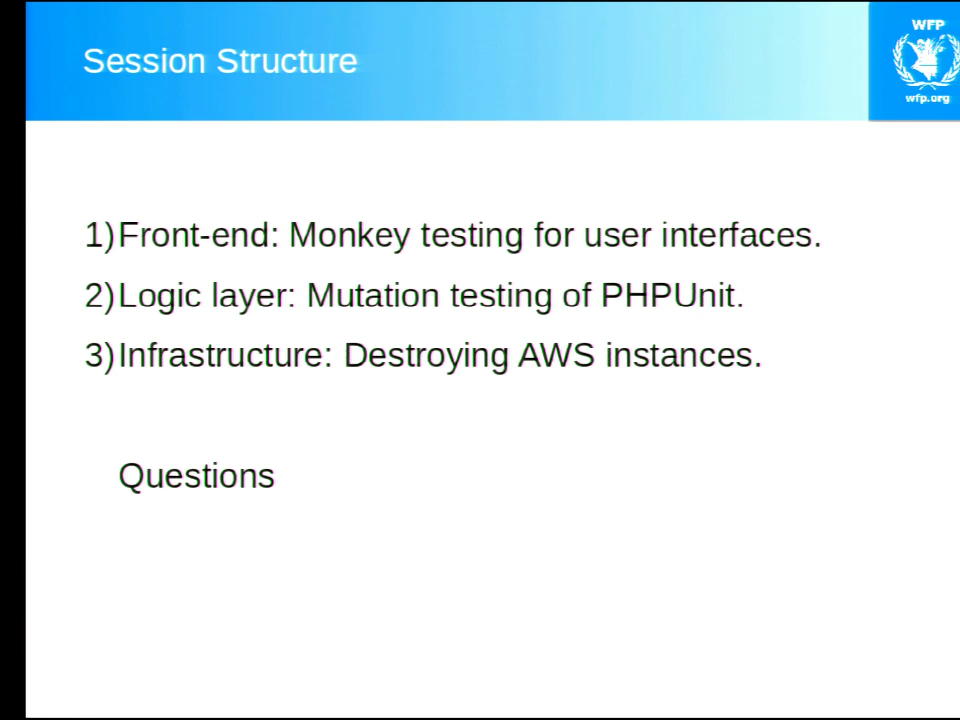 Session Structure
WFP
wfp.org
1) Front-end: Monkey testing for user interfaces.
2) Logic layer: Mutation testing of PHPUnit.
3) Infrastructure: Destroying AWS instances.
Questions